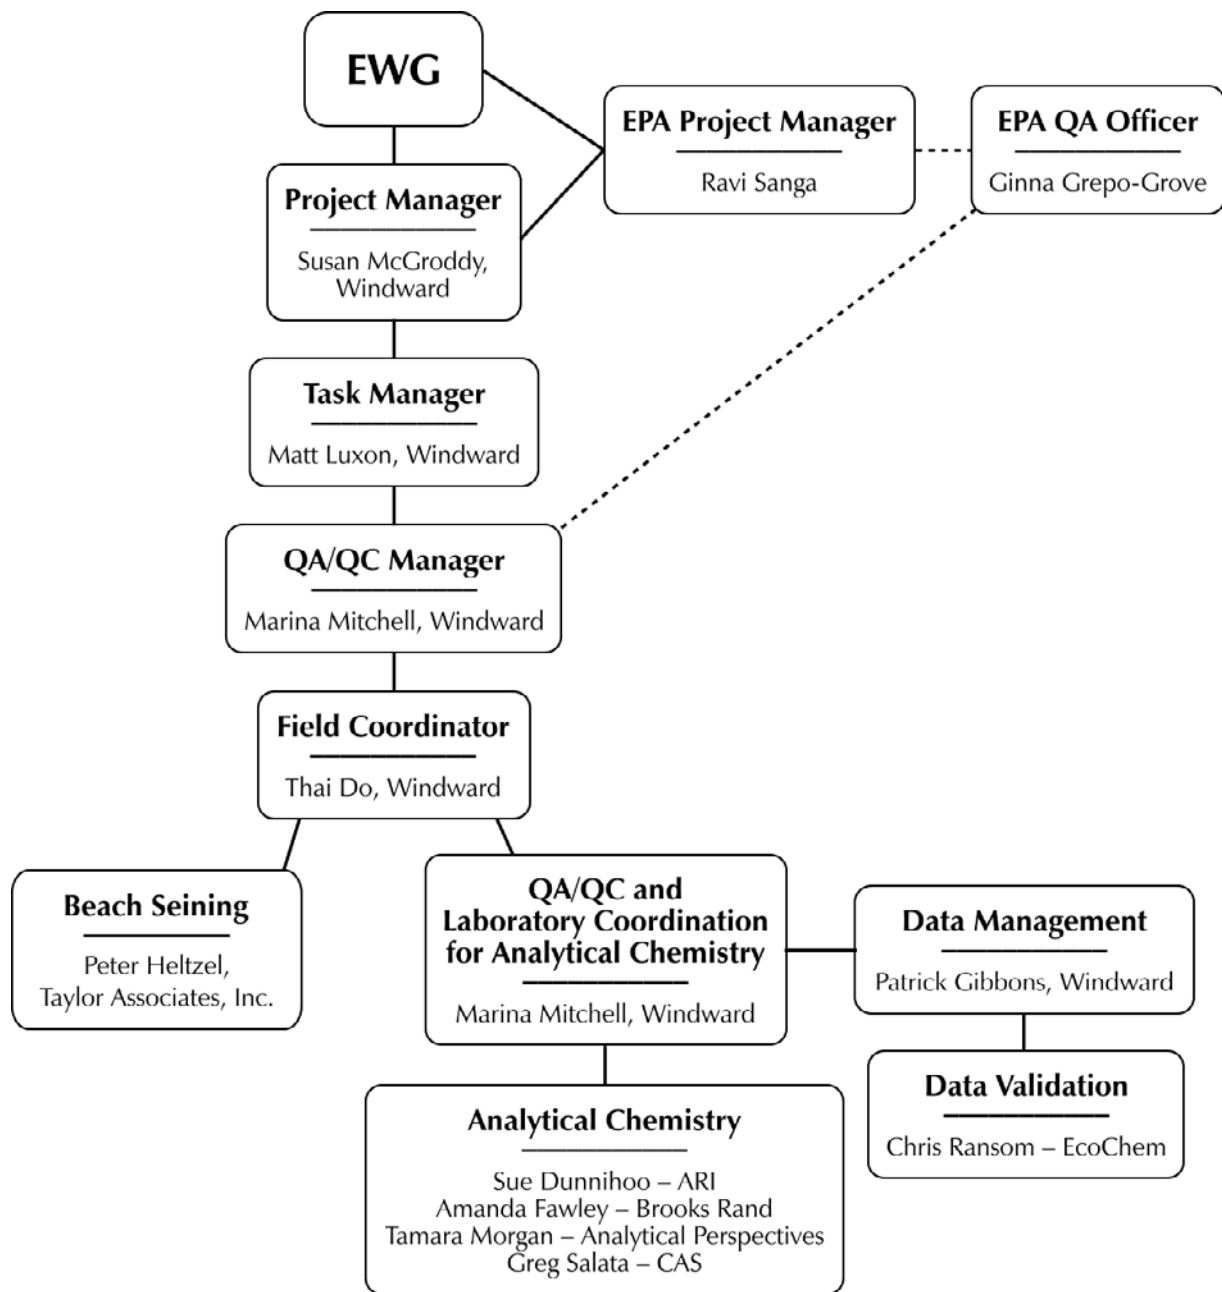 EWG
EPA Project Manager
Ravi Sanga
EPA QA Officer
Ginna Grepo-Grove
Project Manager
Susan McGroddy,
Windward
Task Manager
Matt Luxon, Windward
QA/QC Manager
Marina Mitchell, Windward
Field Coordinator
Thai Do, Windward
Beach Seining
Peter Heltzel,
Taylor Associates, Inc.
QA/QC and
Laboratory Coordination
for Analytical Chemistry
Marina Mitchell, Windward
Data Management
Patrick Gibbons, Windward
Data Validation
Chris Ransom – EcoChem
Analytical Chemistry
Sue Dunnihoo – ARI
Amanda Fawley – Brooks Rand
Tamara Morgan – Analytical Perspectives
Greg Salata – CAS